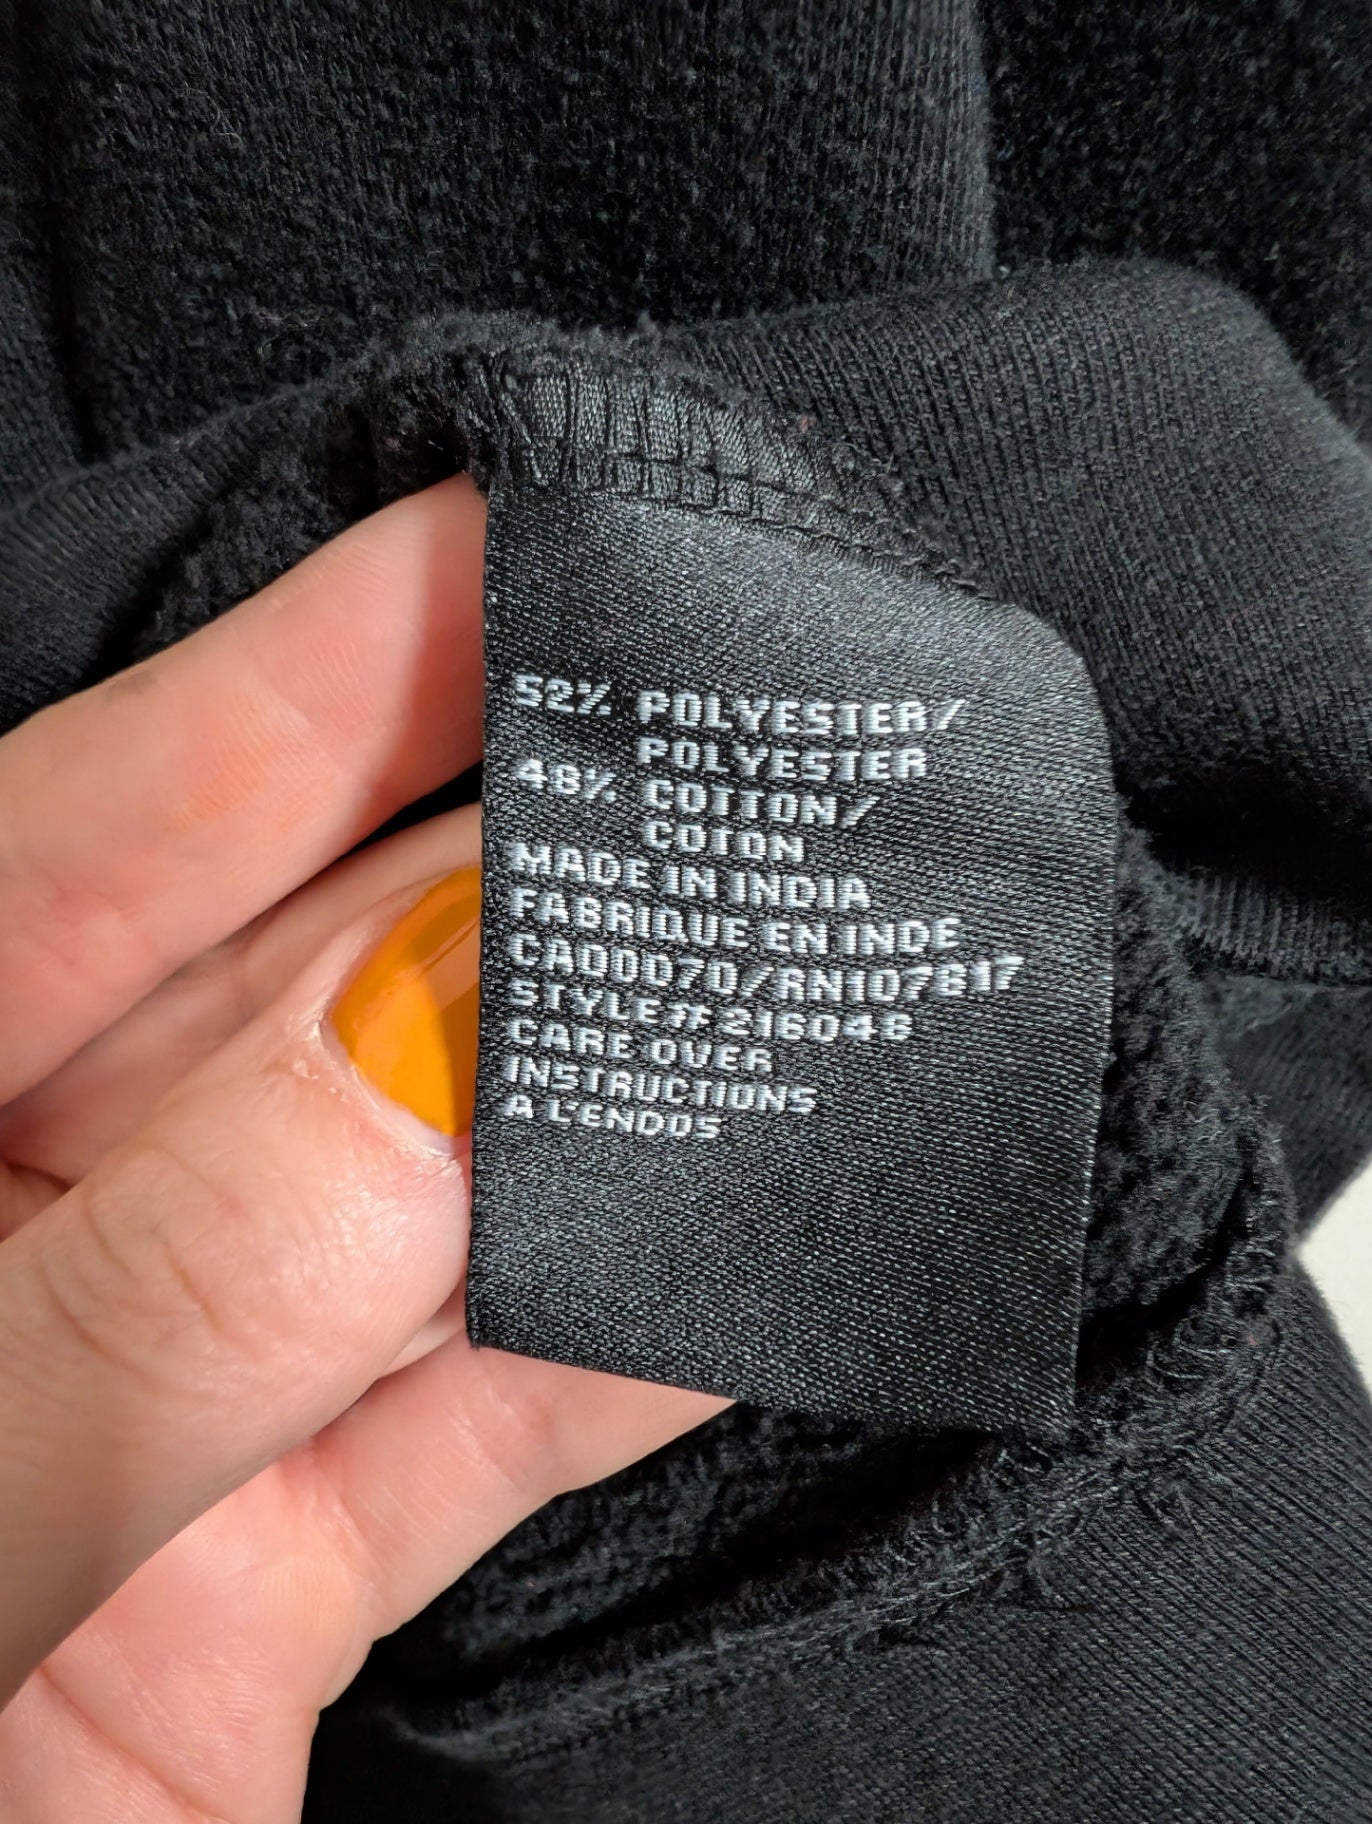 52% POLYESTER/
POLYESTER
48% COTTON/
COTON
MADE IN INDIA
FABRIQUE EN INDE
CA00070/RN107817
STYLE# 216048
CARE OVER
INSTRUCTIONS
A L'ENDOS